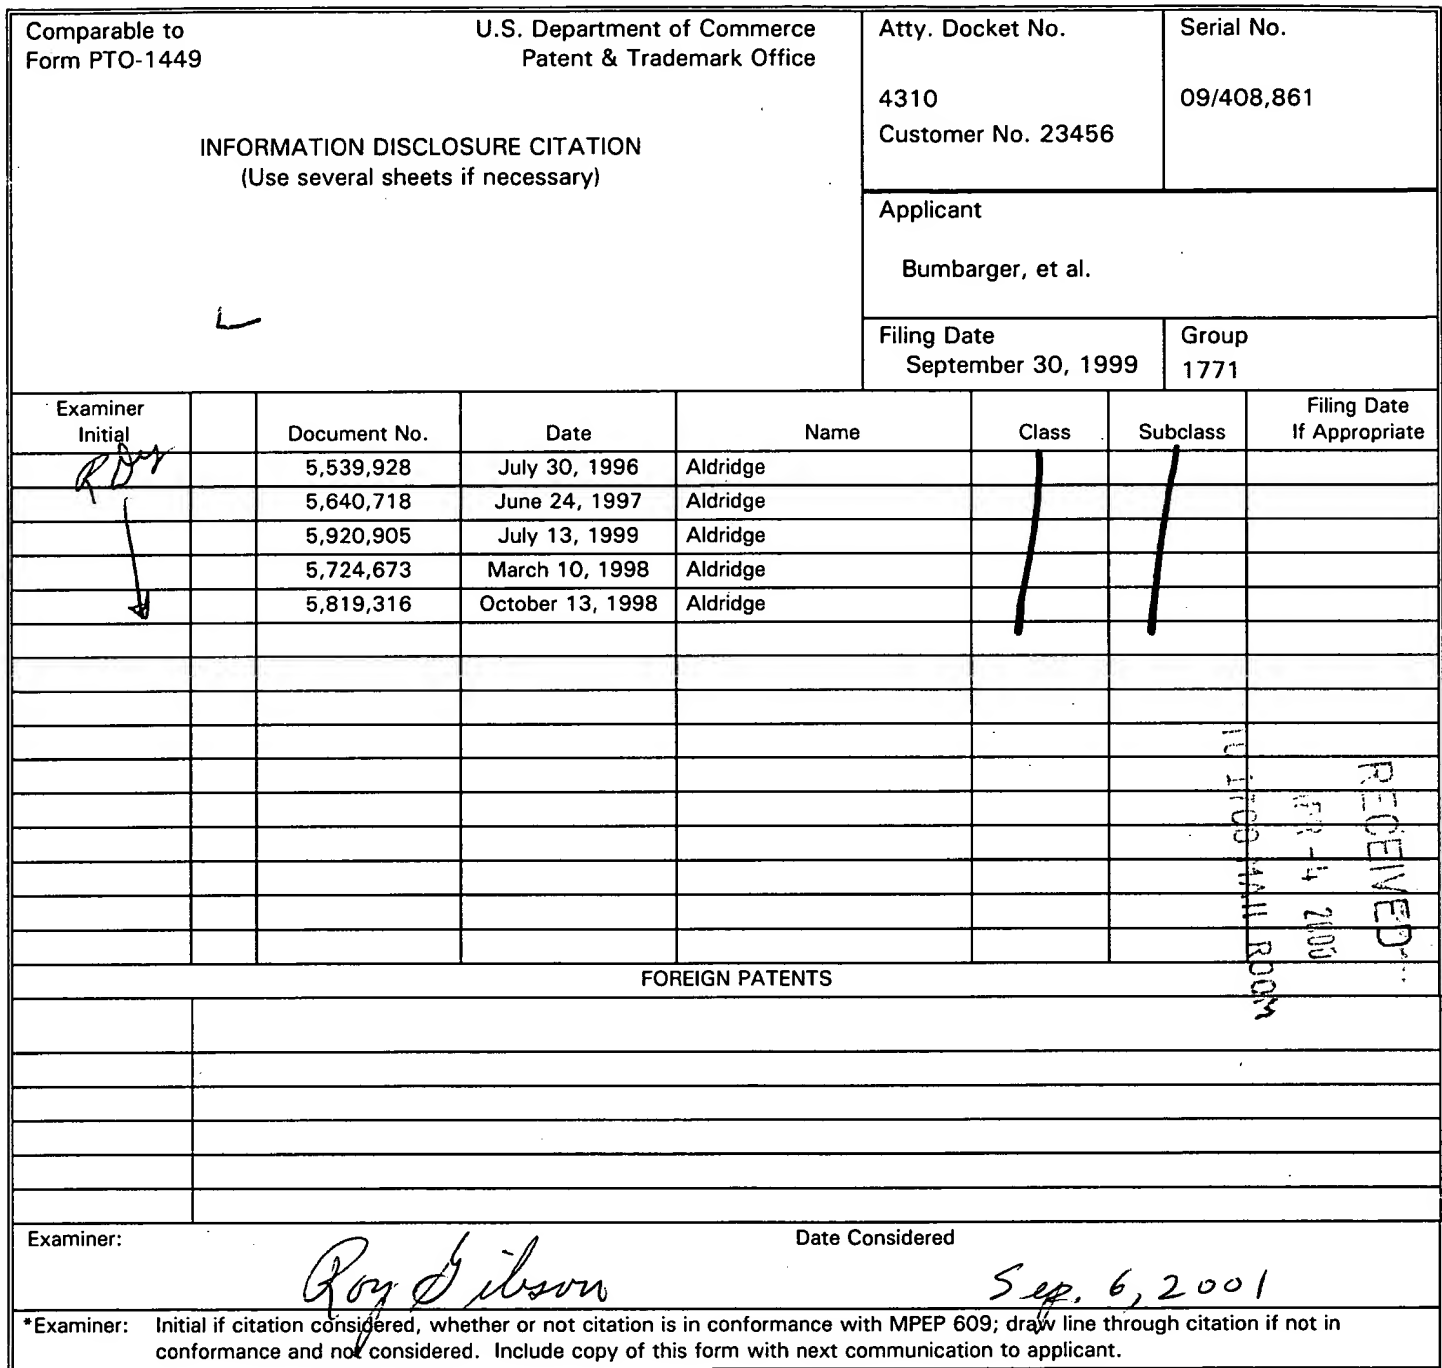 Comparable to
Form PTO-1449
U.S. Department of Commerce
Patent & Trademark Office
INFORMATION DISCLOSURE CITATION
(Use several sheets if necessary)
Atty. Docket No.
4310
Customer No. 23456
Serial No.
09/408,861
Applicant
Bumbarger, et al.
Filing Date
September 30, 1999
Group
1771
Examiner Initial Document No. Date Name Class Subclass Filing Date If Appropriate
5,539,928 July 30, 1996 Aldridge
5,640,718 June 24, 1997 Aldridge
5,920,905 July 13, 1999 Aldridge
5,724,673 March 10, 1998 Aldridge
5,819,316 October 13, 1998 Aldridge
RECEIVED
-4 2000
1700 MAIL ROOM
FOREIGN PATENTS
Examiner: Roy Gibson Date Considered Sep. 6, 2001
*Examiner: Initial if citation considered, whether or not citation is in conformance with MPEP 609; draw line through citation if not in
conformance and not considered. Include copy of this form with next communication to applicant.